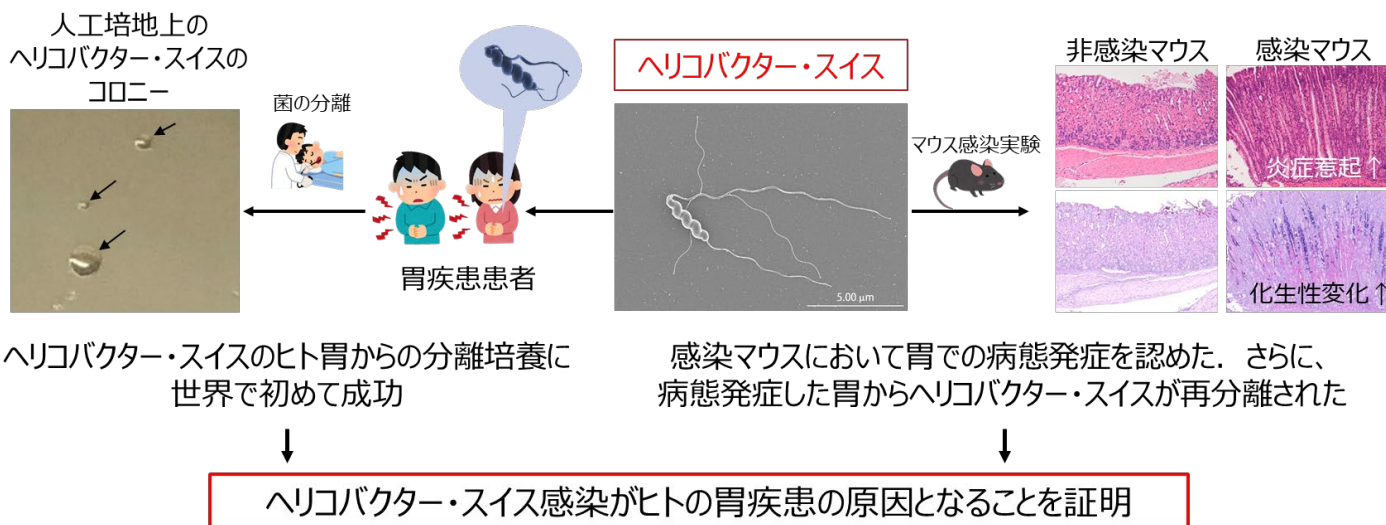 人工培地上の
ヘリコバクター・スイスの
コロニー
菌の分離
胃疾患患者
ヘリコバクター・スイス
5.00 μm
マウス感染実験
非感染マウス
感染マウス
炎症惹起↑
化生性変化↑
ヘリコバクター・スイスのヒト胃からの分離培養に
世界で初めて成功
感染マウスにおいて胃での病態発症を認めた．さらに、
病態発症した胃からヘリコバクター・スイスが再分離された
ヘリコバクター・スイス感染がヒトの胃疾患の原因となることを証明